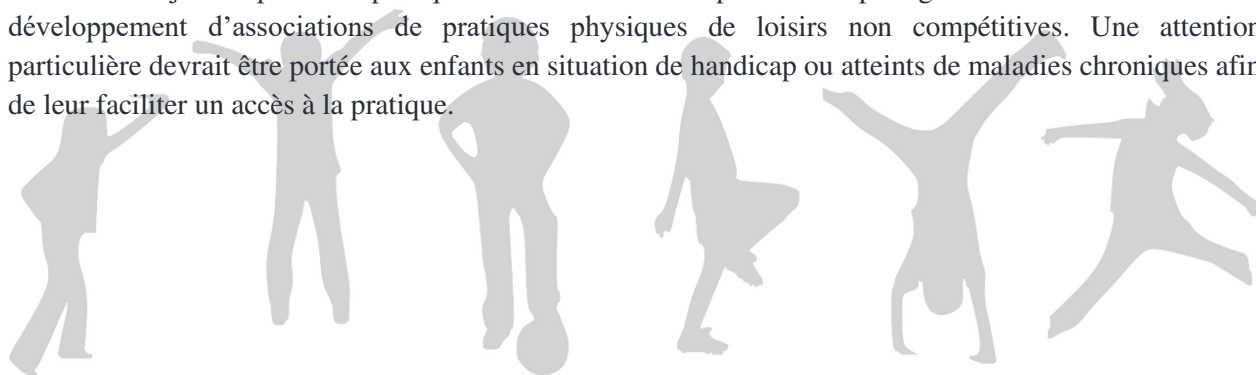 développement d’associations de pratiques physiques de loisirs non compétitives. Une attention
particulière devrait être portée aux enfants en situation de handicap ou atteints de maladies chroniques afin
de leur faciliter un accès à la pratique.